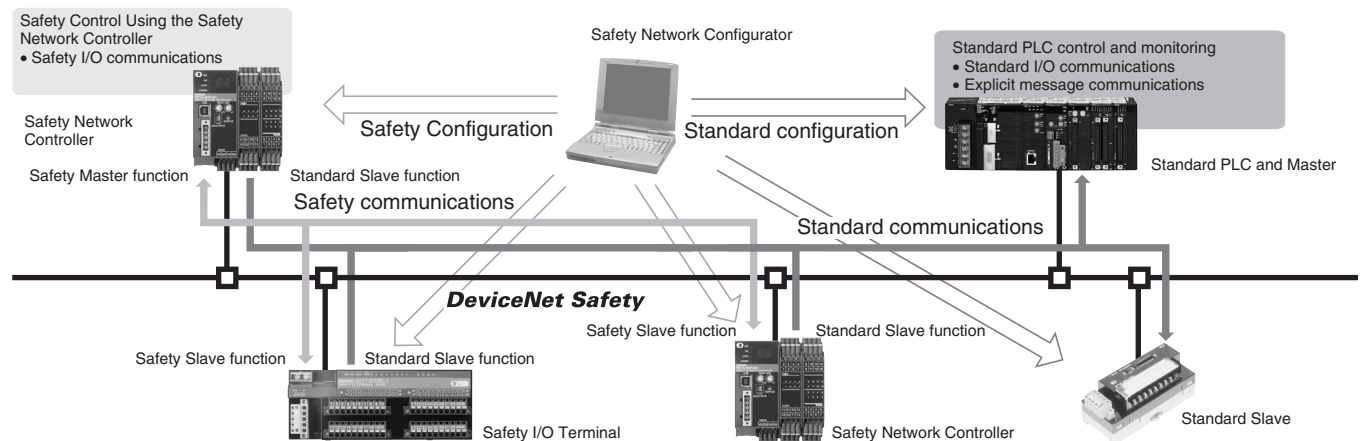 Safety Control Using the Safety
Network Controller
• Safety I/O communications
Safety Network Configurator
Standard PLC control and monitoring
• Standard I/O communications
• Explicit message communications
Safety Network
Controller
Safety Configuration
Standard configuration
Standard PLC and Master
Safety Master function
Standard Slave function
Safety communications
Standard communications
DeviceNet Safety
Safety Slave function
Standard Slave function
Safety Slave function
Standard Slave function
Safety I/O Terminal
Safety Network Controller
Standard Slave